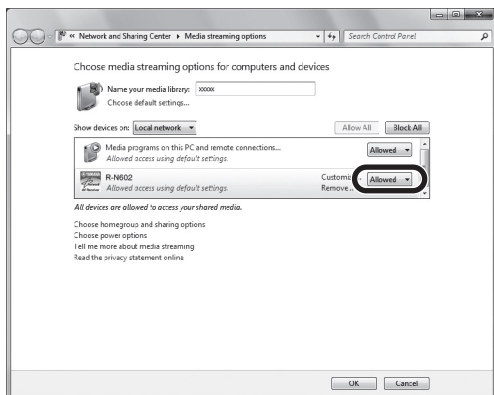 « Network and Sharing Center ▸ Media streaming options
Search Control Panel
Choose media streaming options for computers and devices
Name your media library: xxxxx
Choose default settings...
Show devices on: Local network
Allow All
Block All
Media programs on this PC and remote connections...
Allowed access using default settings.
Allowed
R-N602
Allowed access using default settings.
Customiz
Remove..
Allowed
All devices are allowed to access your shared media.
Choose homegroup and sharing options
Choose power options
Tell me more about media streaming
Read the privacy statement online
OK
Cancel